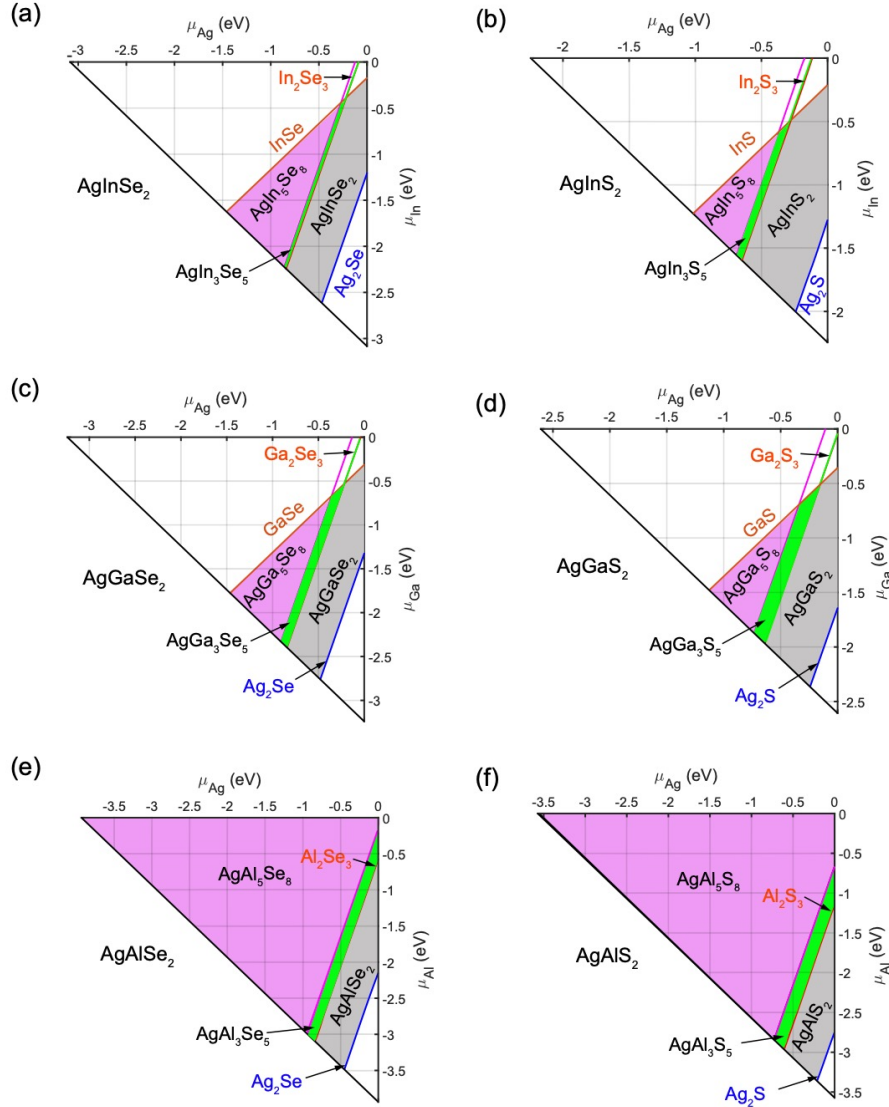 (a)
μAg (eV)
-3 -2.5 -2 -1.5 -1 -0.5 0
In2Se3
-0.5
InSe
-1
AgInSe2
AgIn5Se8
AgInSe2
-1.5
μIn (eV)
-2
AgIn3Se5
Ag2Se
-2.5
-3
(b)
μAg (eV)
-2 -1.5 -1 -0.5 0
In2S3
-0.5
InS
AgInS2
AgIn5S8
-1
μIn (eV)
AgInS2
AgIn3S5
-1.5
Ag2S
-2
(c)
μAg (eV)
-3 -2.5 -2 -1.5 -1 -0.5 0
Ga2Se3
-0.5
GaSe
-1
AgGaSe2
AgGa5Se8
AgGaSe2
-1.5
μGa (eV)
-2
AgGa3Se5
-2.5
Ag2Se
-3
(d)
μAg (eV)
-2.5 -2 -1.5 -1 -0.5 0
Ga2S3
-0.5
GaS
-1
AgGaS2
AgGa5S8
AgGaS2
-1.5
μGa (eV)
AgGa3S5
-2
Ag2S
-2.5
(e)
μAg (eV)
-3.5 -3 -2.5 -2 -1.5 -1 -0.5 0
0
Al2Se3
-0.5
AgAl5Se8
-1
-1.5
AgAlSe2
-2
μAl (eV)
AgAlSe2
-2.5
AgAl3Se5
-3
Ag2Se
-3.5
(f)
μAg (eV)
-3.5 -3 -2.5 -2 -1.5 -1 -0.5 0
0
-0.5
AgAl5S8
Al2S3
-1
-1.5
AgAlS2
μAl (eV)
-2
AgAlS2
-2.5
AgAl3S5
-3
Ag2S
-3.5